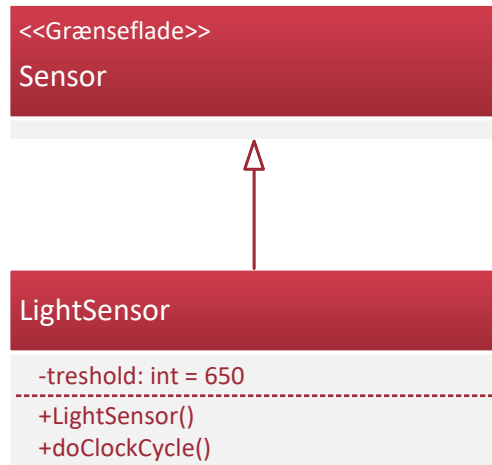 <<Grænseflade>>
Sensor
LightSensor
-treshold: int = 650
+LightSensor()
+doClockCycle()